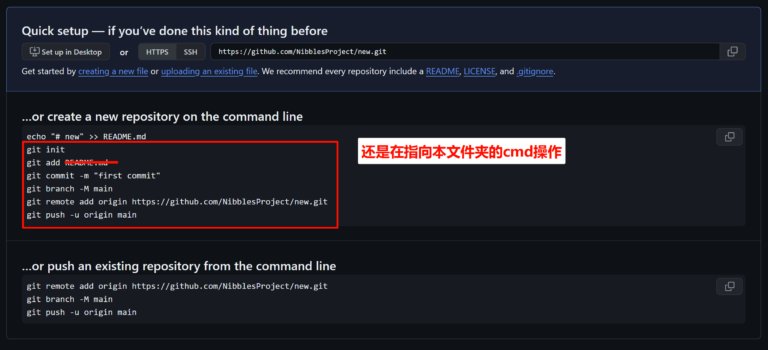 Quick setup — if you've done this kind of thing before
Set up in Desktop or HTTPS SSH https://github.com/NibblesProject/new.git
Get started by creating a new file or uploading an existing file. We recommend every repository include a README, LICENSE, and .gitignore.
...or create a new repository on the command line
echo "# new" >> README.md
git init
git add README.md
git commit -m "first commit"
git branch -M main
git remote add origin https://github.com/NibblesProject/new.git
git push -u origin main
还是在指向本文件夹的cmd操作
...or push an existing repository from the command line
git remote add origin https://github.com/NibblesProject/new.git
git branch -M main
git push -u origin main